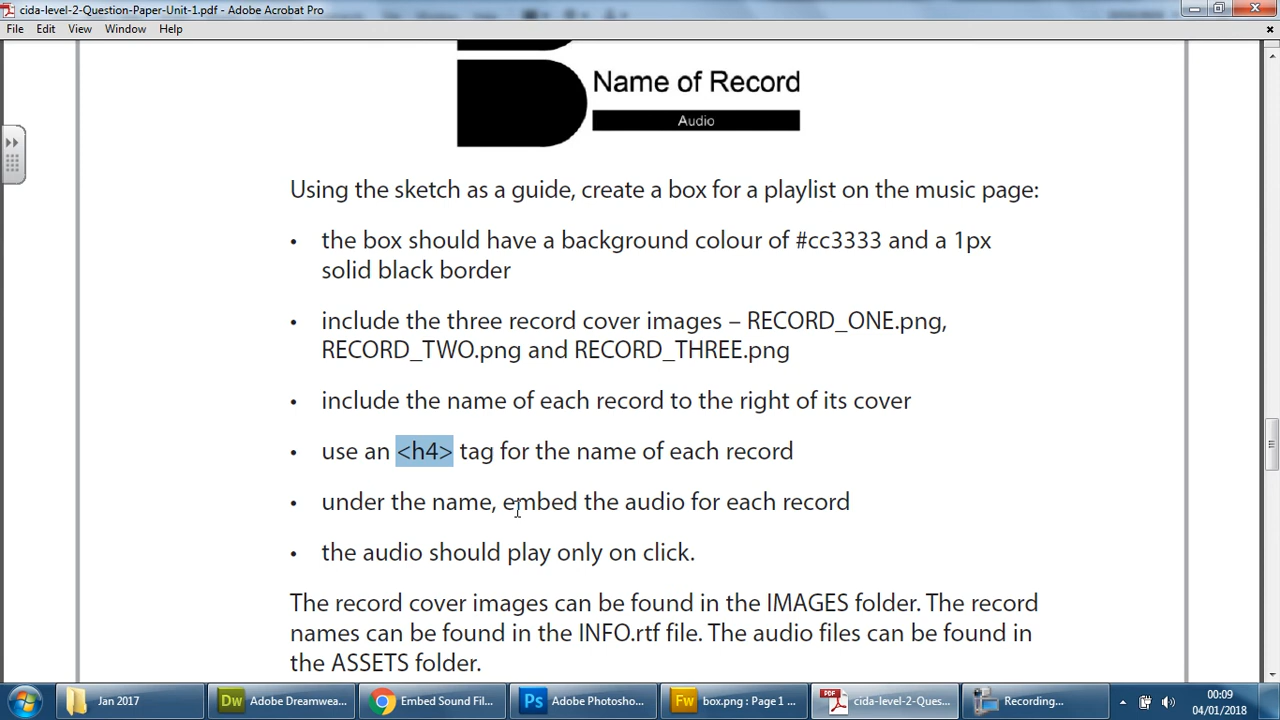 cida-level-2-Question-Paper-Unit-1.pdf - Adobe Acrobat Pro
File Edit View Window Help
Name of Record
Audio
Using the sketch as a guide, create a box for a playlist on the music page:
• the box should have a background colour of #cc3333 and a 1px
solid black border
• include the three record cover images – RECORD_ONE.png,
RECORD_TWO.png and RECORD_THREE.png
• include the name of each record to the right of its cover
• use an <h4> tag for the name of each record
• under the name, embed the audio for each record
• the audio should play only on click.
The record cover images can be found in the IMAGES folder. The record
names can be found in the INFO.rtf file. The audio files can be found in
the ASSETS folder.
Jan 2017
Dw Adobe Dreamwea...
Embed Sound Fil...
Ps Adobe Photosho...
Fw box.png : Page 1 ...
PDF cida-level-2-Ques...
Recording...
00:09
04/01/2018